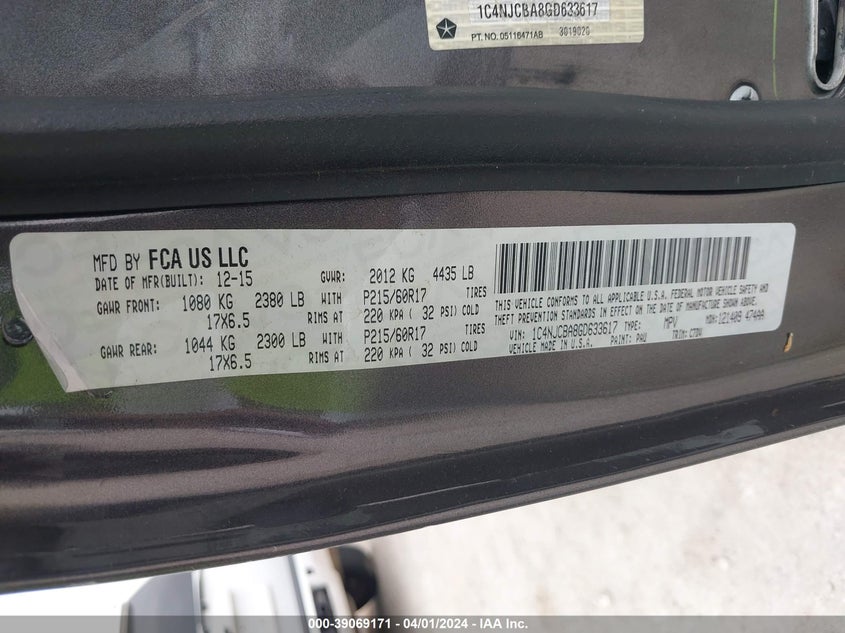 1C4NJCBA8GD633617
PT. NO. 05116471AB 3019020
MFD BY FCA US LLC
DATE OF MFR(BUILT): 12-15 GVWR: 2012 KG 4435 LB
GAWR FRONT: 1080 KG 2380 LB WITH P215/60R17 TIRES
17X6.5 RIMS AT 220 KPA ( 32 PSI) COLD
GAWR REAR: 1044 KG 2300 LB WITH P215/60R17 TIRES
17X6.5 RIMS AT 220 KPA ( 32 PSI) COLD
THIS VEHICLE CONFORMS TO ALL APPLICABLE U.S.A. FEDERAL MOTOR VEHICLE SAFETY AND
THEFT PREVENTION STANDARDS IN EFFECT ON THE DATE OF MANUFACTURE SHOWN ABOVE.
VIN: 1C4NJCBA8GD633617 TYPE: MPV MDH: 121409 47AAA
VEHICLE MADE IN U.S.A. PAINT: PAU TRIM:
000-39069171 - 04/01/2024 - IAA Inc.